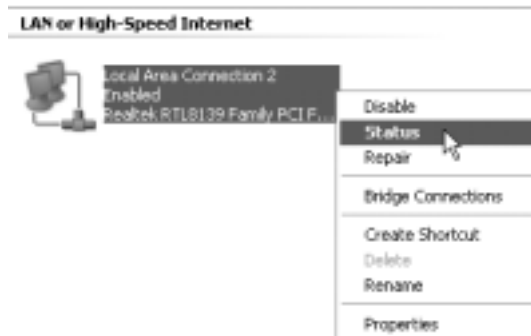 LAN or High-Speed Internet
Local Area Connection 2
Enabled
Realtek RTL8139 Family PCI F...
Disable
Status
Repair
Bridge Connections
Create Shortcut
Delete
Rename
Properties